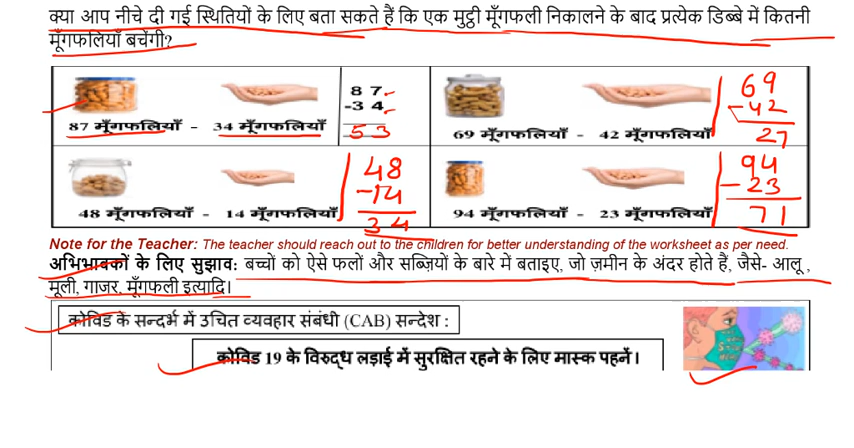 क्या आप नीचे दी गई स्थितियों के लिए बता सकते हैं कि एक मुट्ठी मूँगफली निकालने के बाद प्रत्येक डिब्बे में कितनी
मूँगफलियाँ बचेंगी?
87 मूँगफलियाँ - 34 मूँगफलियाँ
8 7
-3 4
53
69 मूँगफलियाँ - 42 मूँगफलियाँ
69
-42
27
48 मूँगफलियाँ - 14 मूँगफलियाँ
48
-14
34
94 मूँगफलियाँ - 23 मूँगफलियाँ
94
-23
71
Note for the Teacher: The teacher should reach out to the children for better understanding of the worksheet as per need.
अभिभावकों के लिए सुझाव: बच्चों को ऐसे फलों और सब्ज़ियों के बारे में बताइए, जो ज़मीन के अंदर होते हैं, जैसे- आलू ,
मूली, गाजर, मूँगफली इत्यादि।
कोविड के सन्दर्भ में उचित व्यवहार संबंधी (CAB) सन्देश :
कोविड 19 के विरुद्ध लड़ाई में सुरक्षित रहने के लिए मास्क पहनें।